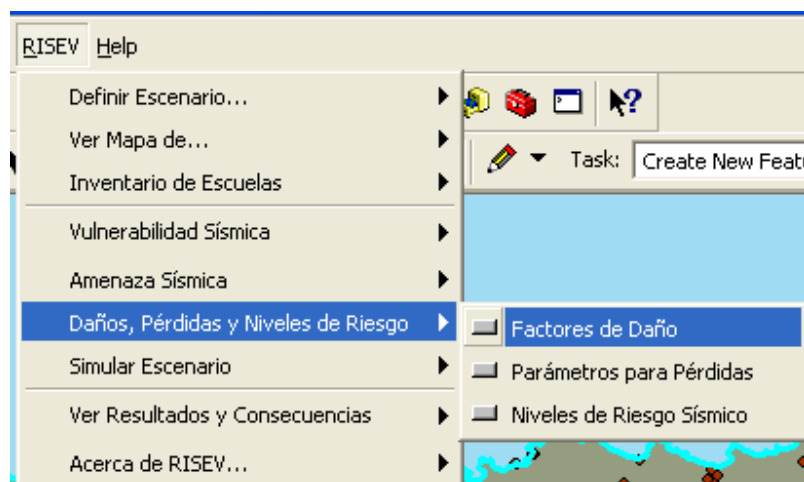 RISEV Help
Definir Escenario...
Ver Mapa de...
Task: Create New Feat
Inventario de Escuelas
Vulnerabilidad Sísmica
Amenaza Sísmica
Daños, Pérdidas y Niveles de Riesgo
Factores de Daño
Simular Escenario
Parámetros para Pérdidas
Ver Resultados y Consecuencias
Niveles de Riesgo Sísmico
Acerca de RISEV...